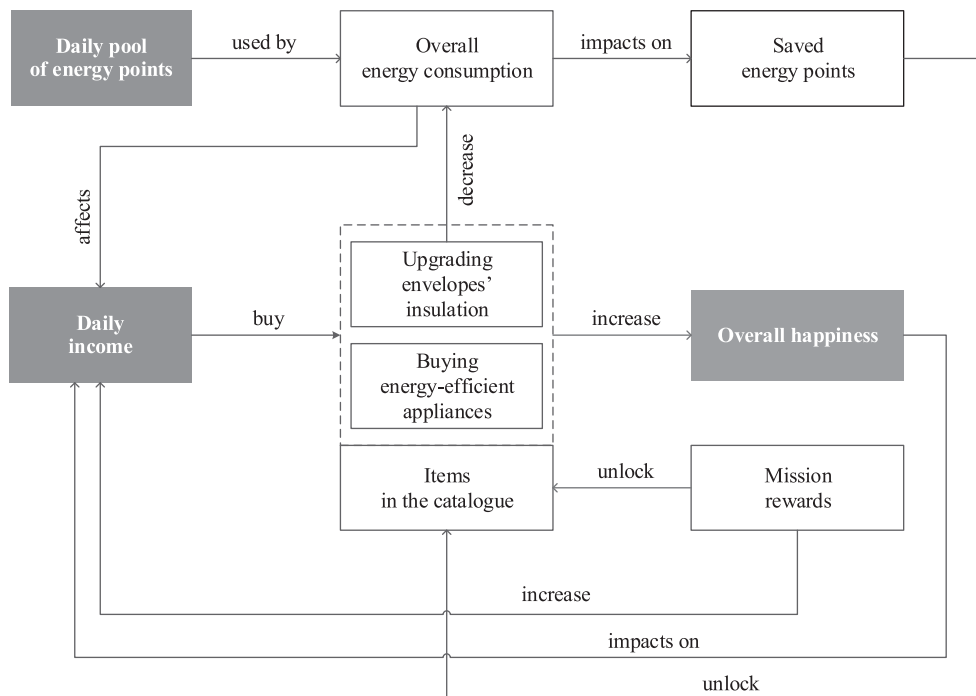 Daily pool
of energy points
used by
Overall
energy consumption
impacts on
Saved
energy points
affects
decrease
Upgrading
envelopes’
insulation
Daily
income
buy
increase
Overall happiness
Buying
energy-efficient
appliances
Items
in the catalogue
unlock
Mission
rewards
increase
impacts on
unlock